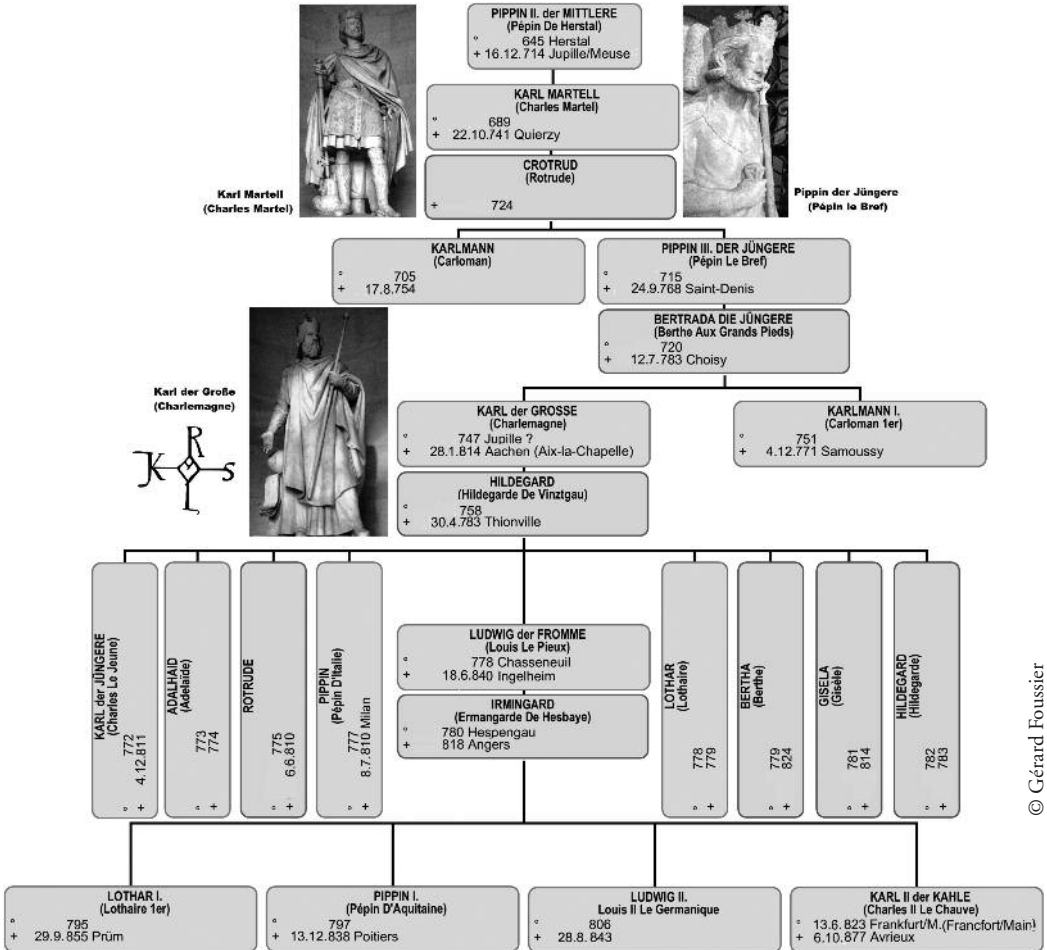 PIPPIN II. der MITTLERE
(Pépin De Herstal)
° 645 Herstal
+ 16.12.714 Jupille/Meuse
KARL MARTELL
(Charles Martel)
° 689
+ 22.10.741 Quierzy
CROTRUD
(Rotrude)
+ 724
Karl Martell
(Charles Martel)
Pippin der Jüngere
(Pépin le Bref)
KARLMANN
(Carloman)
° 705
+ 17.8.754
PIPPIN III. DER JÜNGERE
(Pépin Le Bref)
° 715
+ 24.9.768 Saint-Denis
BERTRADA DIE JÜNGERE
(Berthe Aux Grands Pieds)
° 720
+ 12.7.783 Choisy
Karl der Große
(Charlemagne)
K R L S
KARL der GROSSE
(Charlemagne)
° 747 Jupille ?
+ 28.1.814 Aachen (Aix-la-Chapelle)
KARLMANN I.
(Carloman 1er)
° 751
+ 4.12.771 Samoussy
HILDEGARD
(Hildegarde De Vinztgau)
° 758
+ 30.4.783 Thionville
KARL der JÜNGERE
(Charles Le Jeune)
° 772
+ 4.12.811
ADALHAID
(Adelaïde)
° 773
+ 774
ROTRUDE
° 775
+ 6.6.810
PIPPIN
(Pépin D'Italie)
° 777
+ 8.7.810 Milan
LUDWIG der FROMME
(Louis Le Pieux)
° 778 Chasseneuil
+ 18.6.840 Ingelheim
IRMINGARD
(Ermangarde De Hesbaye)
° 780 Hespengau
+ 818 Angers
LOTHAR
(Lothaire)
° 778
+ 779
BERTHA
(Berthe)
° 779
+ 824
GISELA
(Gisèle)
° 781
+ 814
HILDEGARD
(Hildegarde)
° 782
+ 783
© Gérard Foussier
LOTHAR I.
(Lothaire 1er)
° 795
+ 29.9.855 Prüm
PIPPIN I.
(Pépin D'Aquitaine)
° 797
+ 13.12.838 Poitiers
LUDWIG II.
Louis II Le Germanique
° 806
+ 28.8.843
KARL II der KAHLE
(Charles II Le Chauve)
° 13.6.823 Frankfurt/M.(Francfort/Main)
+ 6.10.877 Avrieux